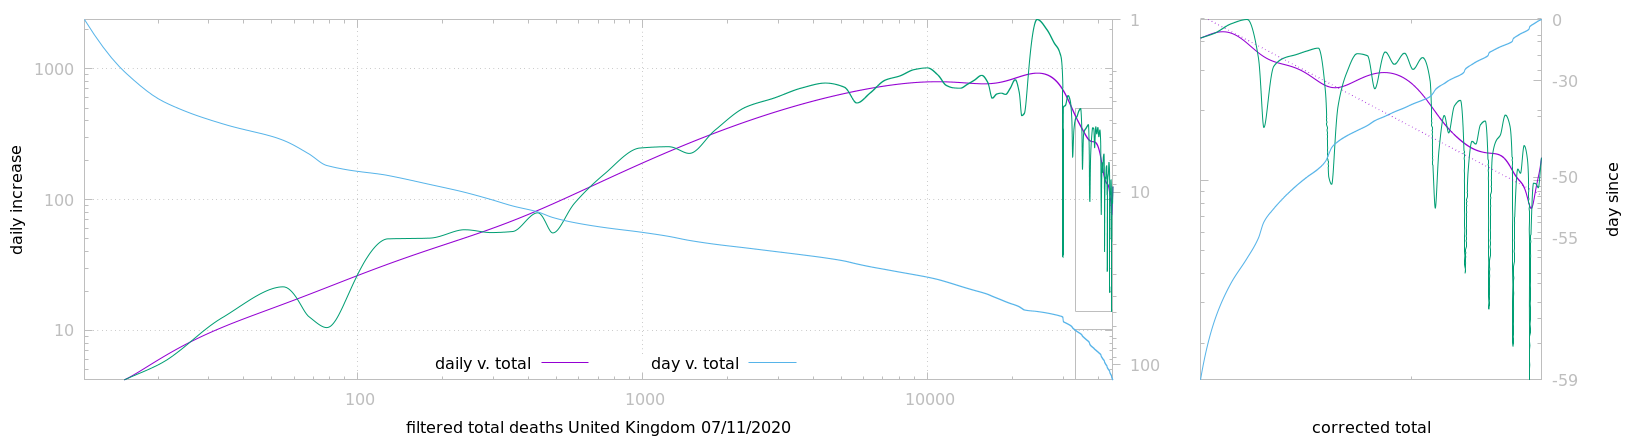 1000
100
10
daily increase
daily v. total
day v. total
100
1000
10000
filtered total deaths United Kingdom 07/11/2020
1
10
100
0
-30
-50
-55
-59
day since
corrected total